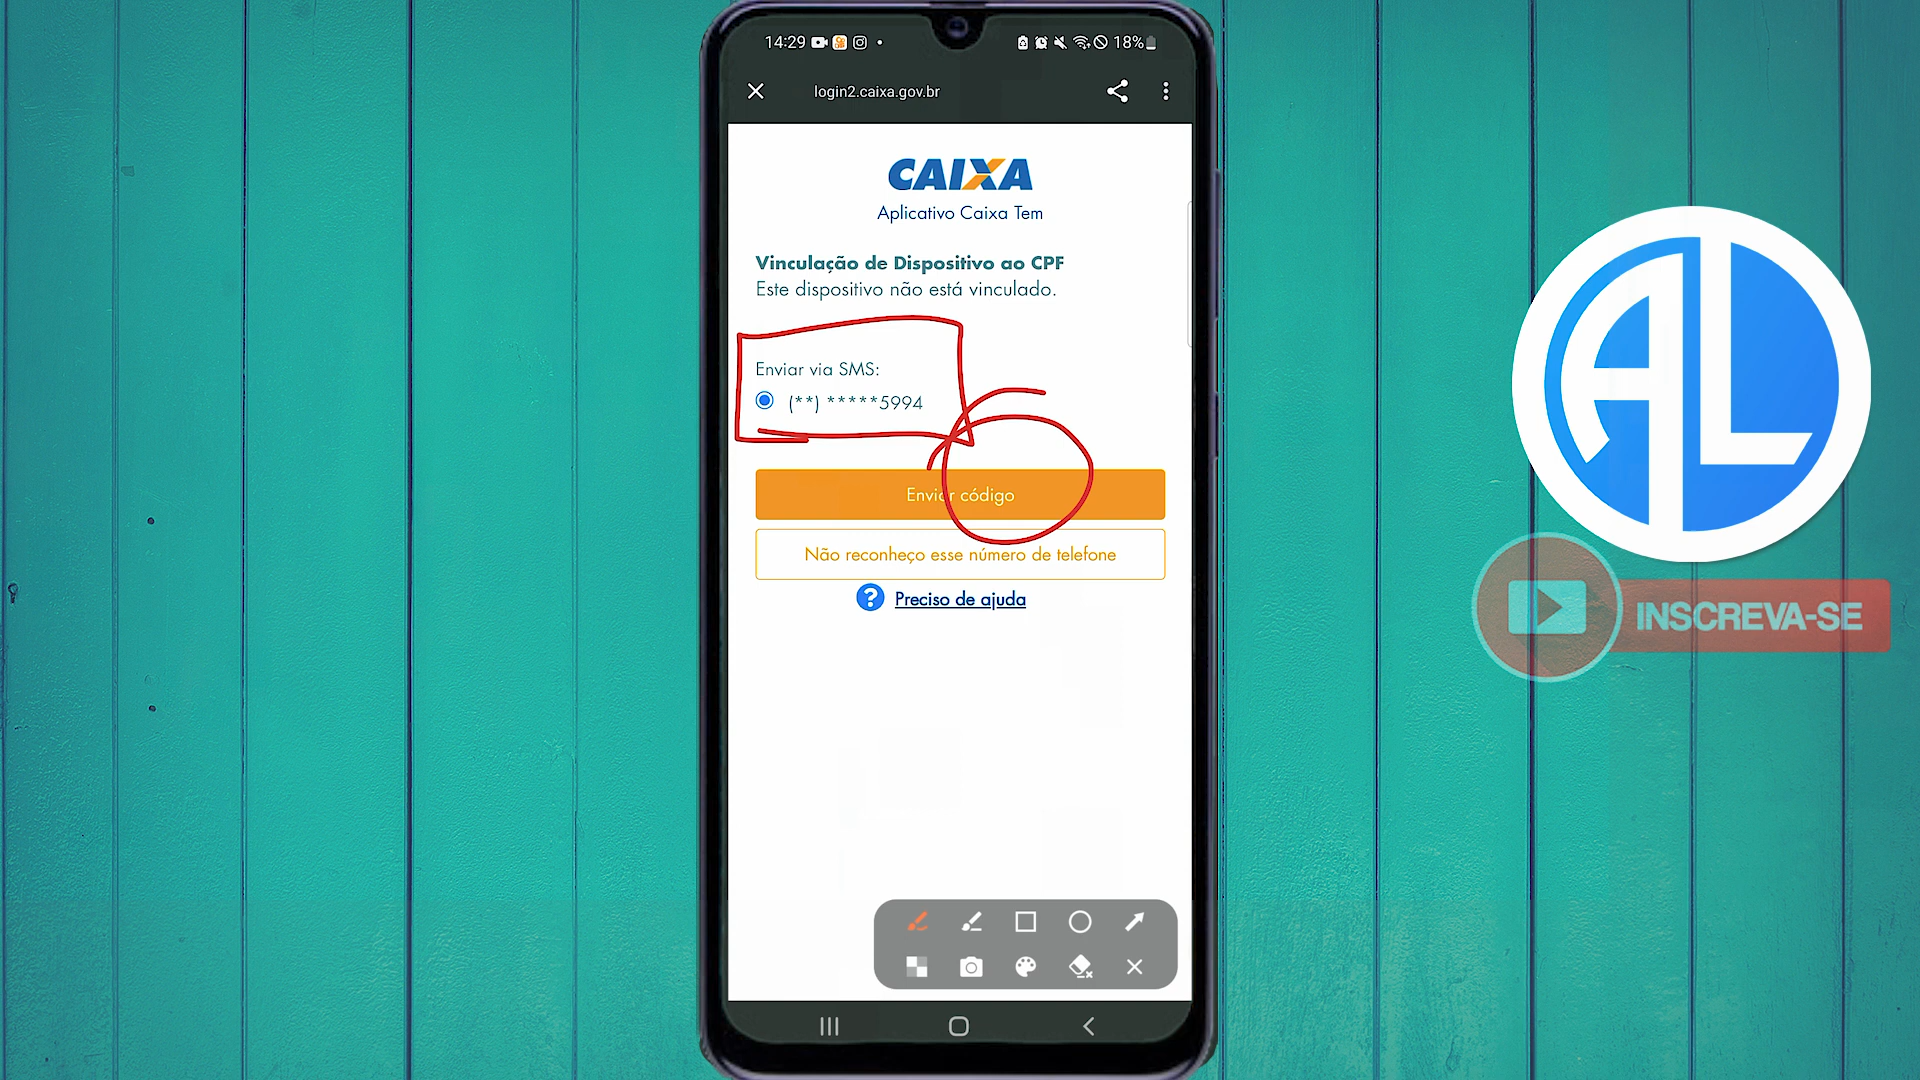 14:29
18%
login2.caixa.gov.br
CAIXA
Aplicativo Caixa Tem
Vinculação de Dispositivo ao CPF
Este dispositivo não está vinculado.
Enviar via SMS:
(**) *****5994
Enviar código
Não reconheço esse número de telefone
? Preciso de ajuda
AL
INSCREVA-SE